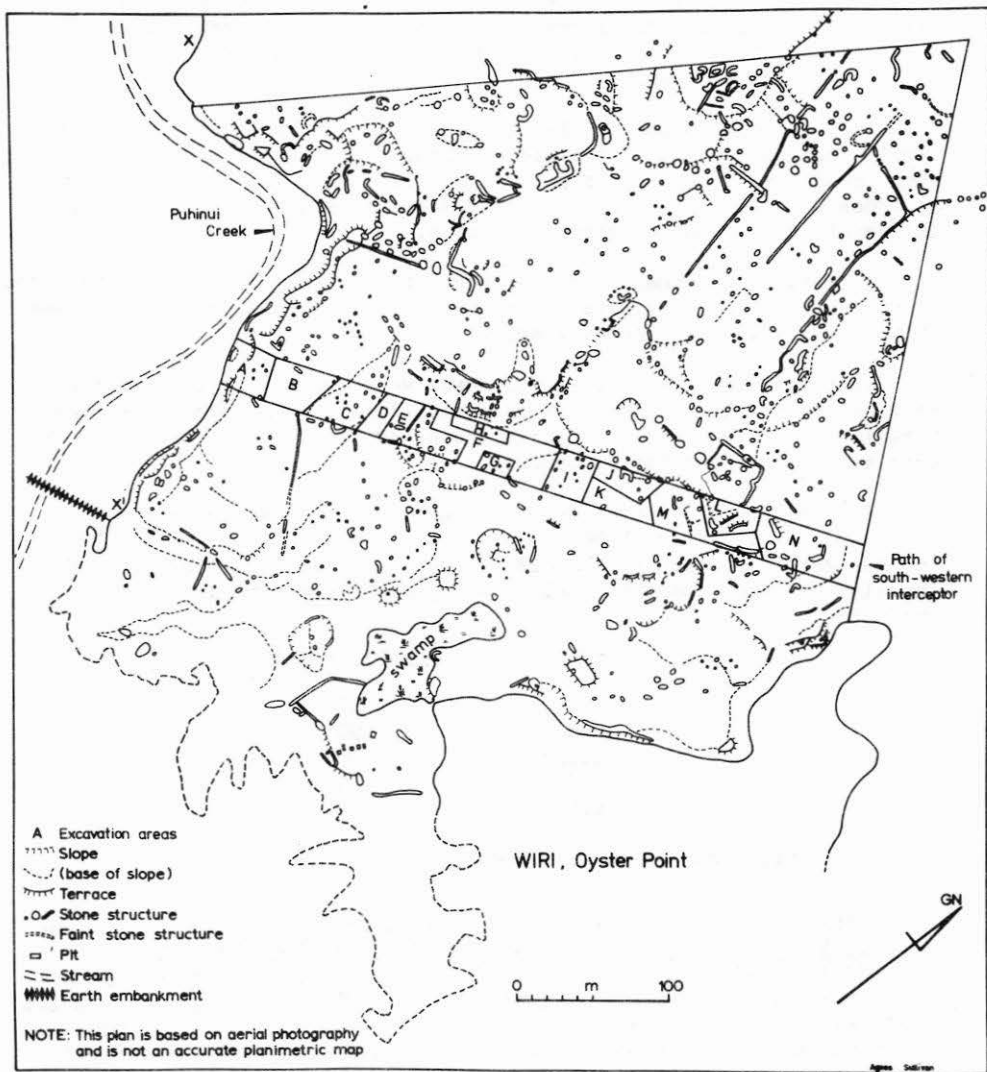 X
Puhinui
Creek
A
B
C
D
E
H
F
G
I
J
K
L
M
N
X
Path of
south-western
interceptor
swamp
WIRI, Oyster Point
GN
A Excavation areas
Slope
(base of slope)
Terrace
Stone structure
Faint stone structure
Pit
Stream
Earth embankment
0 m 100
NOTE: This plan is based on aerial photography
and is not an accurate planimetric map
Agnes Sullivan